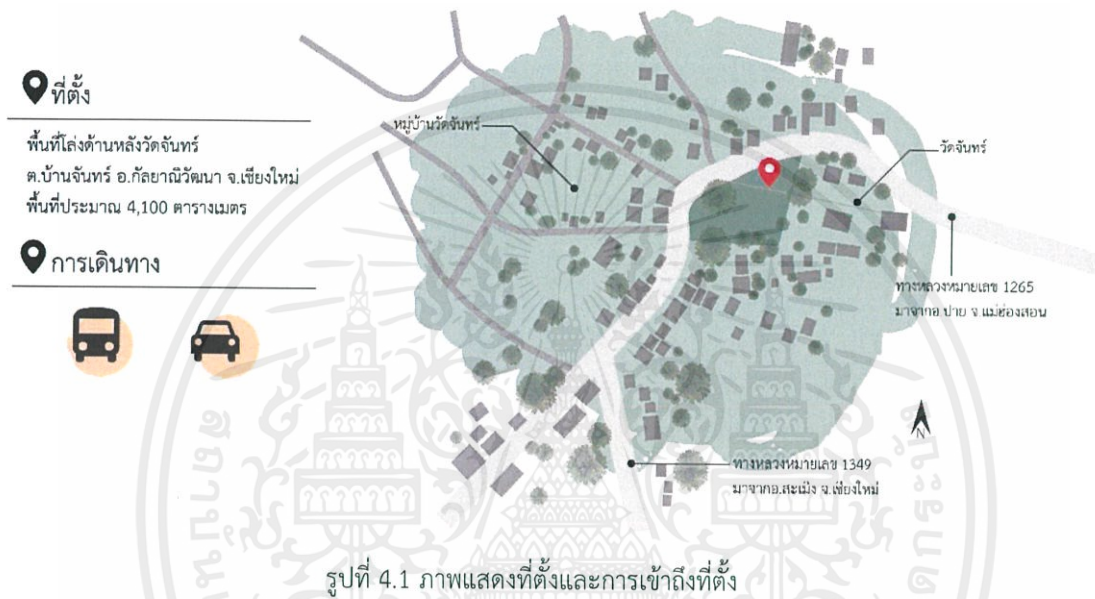 ที่ตั้ง
พื้นที่โล่งด้านหลังวัดจันทร์
ต.บ้านจันทร์ อ.กัลยาณิวัฒนา จ.เชียงใหม่
พื้นที่ประมาณ 4,100 ตารางเมตร
การเดินทาง
หมู่บ้านวัดจันทร์
วัดจันทร์
ทางหลวงหมายเลข 1265
มาจากอ.ปาย จ.แม่ฮ่องสอน
N
ทางหลวงหมายเลข 1349
มาจากอ.สะเมิง จ.เชียงใหม่
รูปที่ 4.1 ภาพแสดงที่ตั้งและการเข้าถึงที่ตั้ง